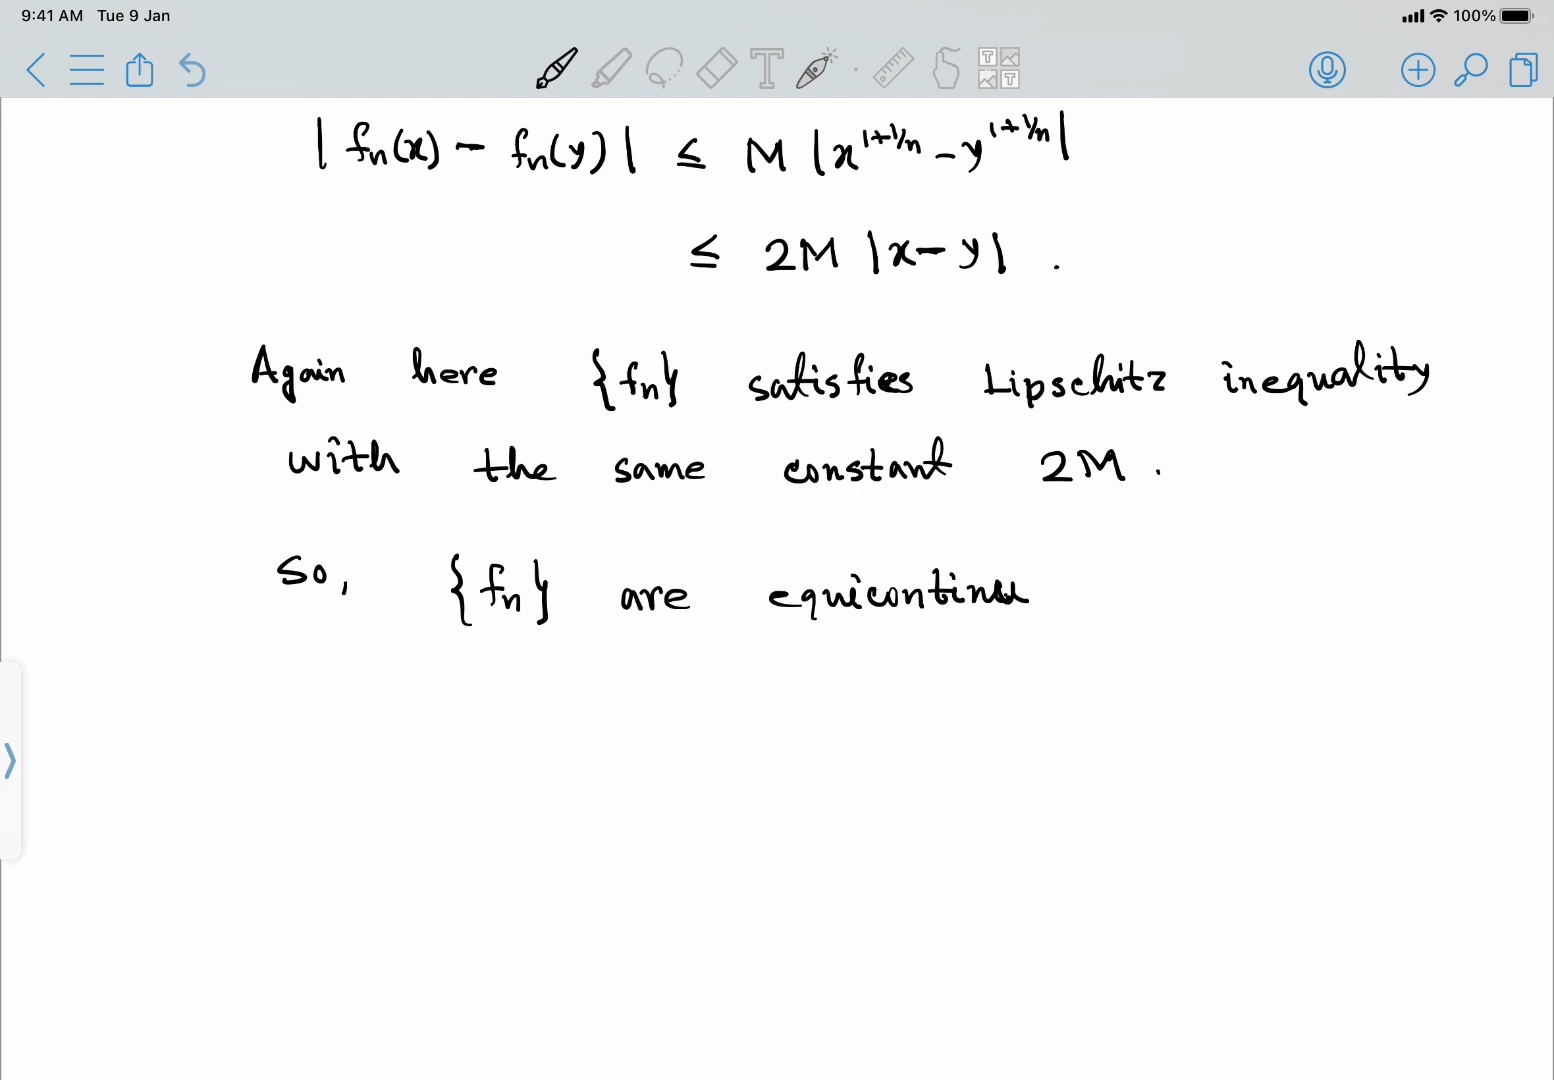 9:41 AM Tue 9 Jan 100%
| fn(x) - fn(y) | ≤ M |x^{1+1/n} - y^{1+1/n}|
≤ 2M |x-y| .
Again here {fn} satisfies Lipschitz inequality
with the same constant 2M .
So, {fn} are equicontinu